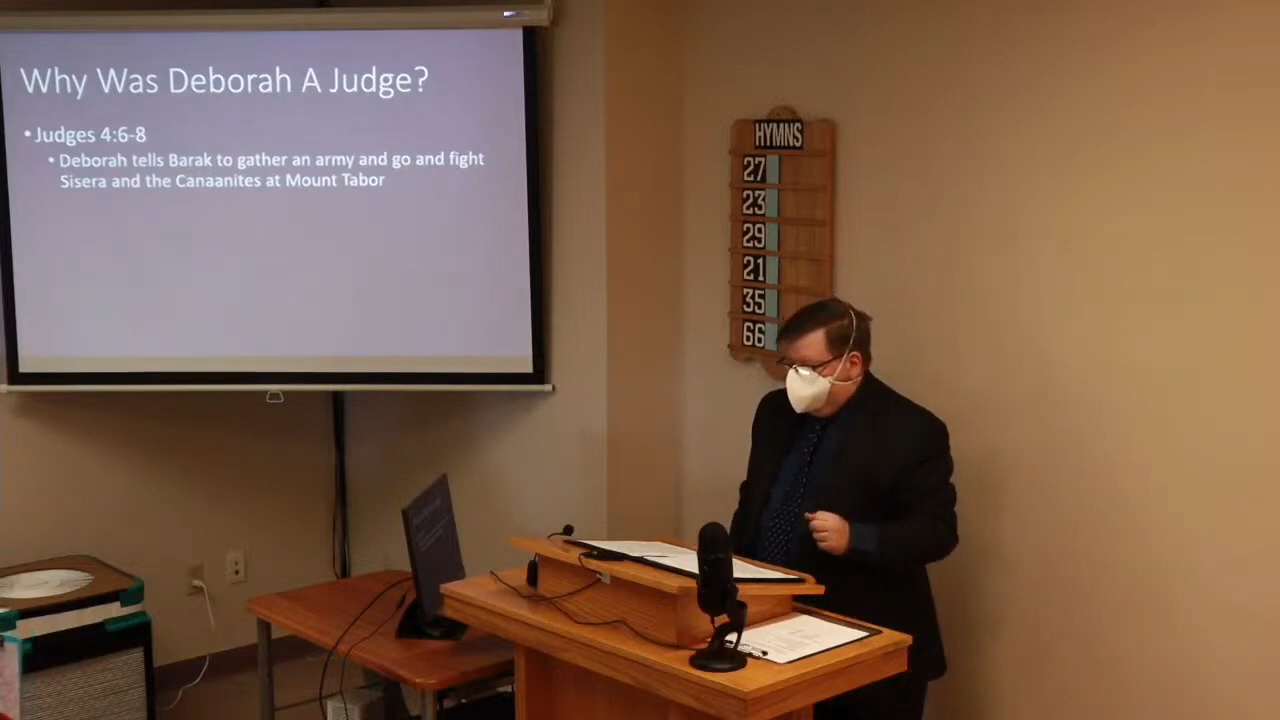 Why Was Deborah A Judge?
• Judges 4:6-8
• Deborah tells Barak to gather an army and go and fight
Sisera and the Canaanites at Mount Tabor
HYMNS
27
23
29
21
35
66